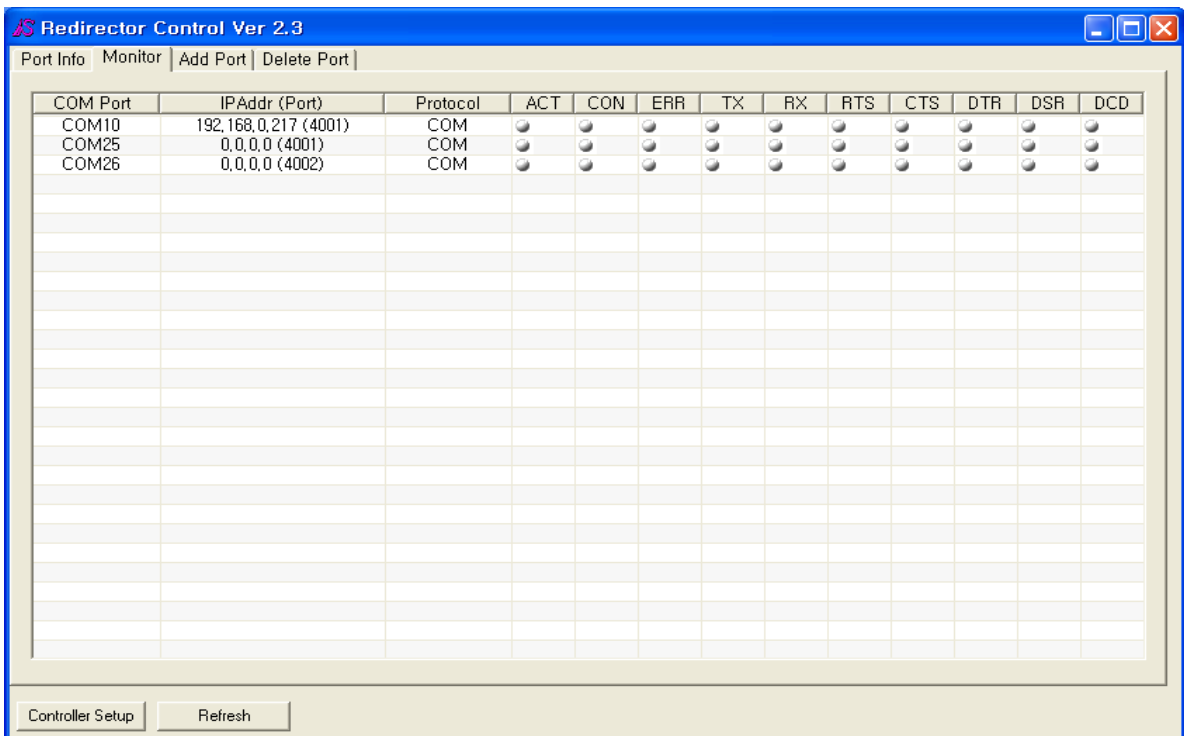 Redirector Control Ver 2.3
Port Info Monitor Add Port Delete Port
COM Port IPAddr (Port) Protocol ACT CON ERR TX RX RTS CTS DTR DSR DCD
COM10 192,168,0,217 (4001) COM
COM25 0,0,0,0 (4001) COM
COM26 0,0,0,0 (4002) COM
Controller Setup Refresh